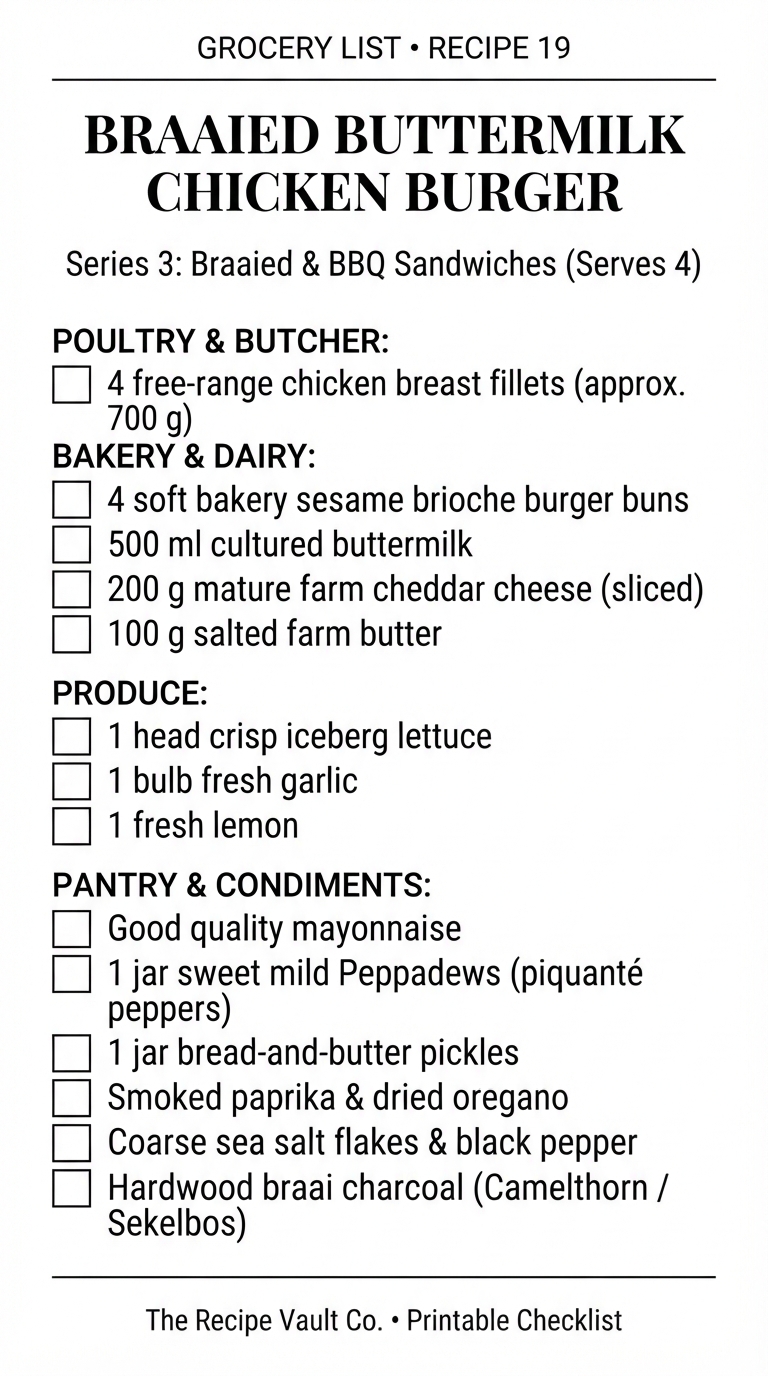 GROCERY LIST • RECIPE 19
BRAAIED BUTTERMILK
CHICKEN BURGER
Series 3: Braaied & BBQ Sandwiches (Serves 4)
POULTRY & BUTCHER:
4 free-range chicken breast fillets (approx.
700 g)
BAKERY & DAIRY:
4 soft bakery sesame brioche burger buns
500 ml cultured buttermilk
200 g mature farm cheddar cheese (sliced)
100 g salted farm butter
PRODUCE:
1 head crisp iceberg lettuce
1 bulb fresh garlic
1 fresh lemon
PANTRY & CONDIMENTS:
Good quality mayonnaise
1 jar sweet mild Peppadews (piquanté
peppers)
1 jar bread-and-butter pickles
Smoked paprika & dried oregano
Coarse sea salt flakes & black pepper
Hardwood braai charcoal (Camelthorn /
Sekelbos)
The Recipe Vault Co. • Printable Checklist